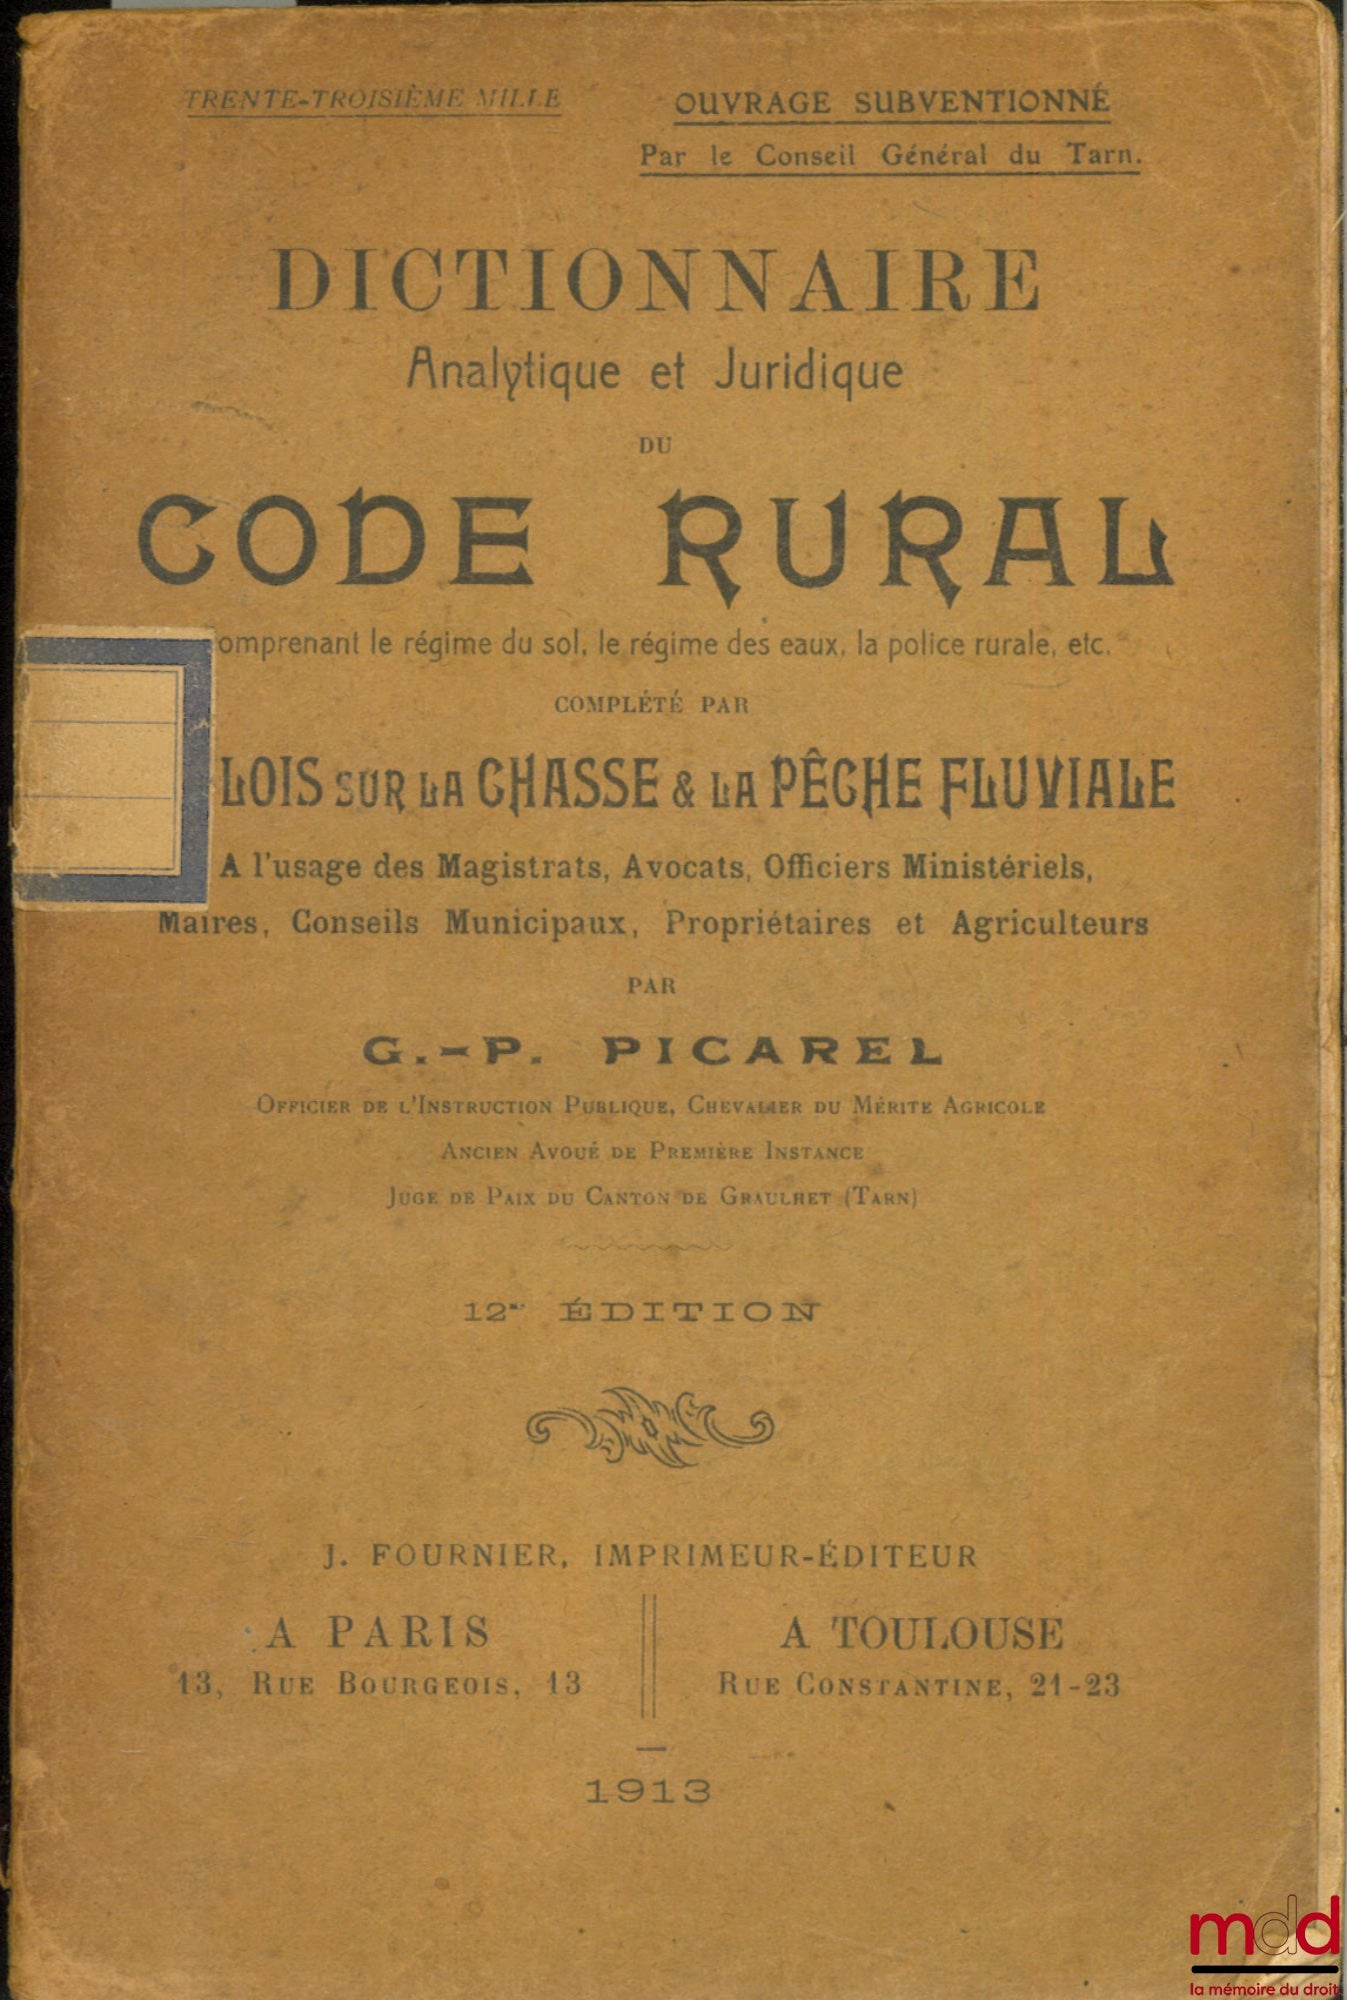 TRENTE-TROISIÈME MILLE
OUVRAGE SUBVENTIONNÉ
Par le Conseil Général du Tarn.
DICTIONNAIRE
Analytique et Juridique
DU
CODE RURAL
omprenant le régime du sol, le régime des eaux, la police rurale, etc.
COMPLÉTÉ PAR
LOIS SUR LA CHASSE & LA PÊCHE FLUVIALE
A l'usage des Magistrats, Avocats, Officiers Ministériels,
Maires, Conseils Municipaux, Propriétaires et Agriculteurs
PAR
G.-P. PICAREL
OFFICIER DE L'INSTRUCTION PUBLIQUE, CHEVALIER DU MÉRITE AGRICOLE
ANCIEN AVOUÉ DE PREMIÈRE INSTANCE
JUGE DE PAIX DU CANTON DE GRAULHET (TARN)
12me ÉDITION
J. FOURNIER, IMPRIMEUR-ÉDITEUR
A PARIS
13, RUE BOURGEOIS, 13
A TOULOUSE
RUE CONSTANTINE, 21-23
1913
mdd
la mémoire du droit